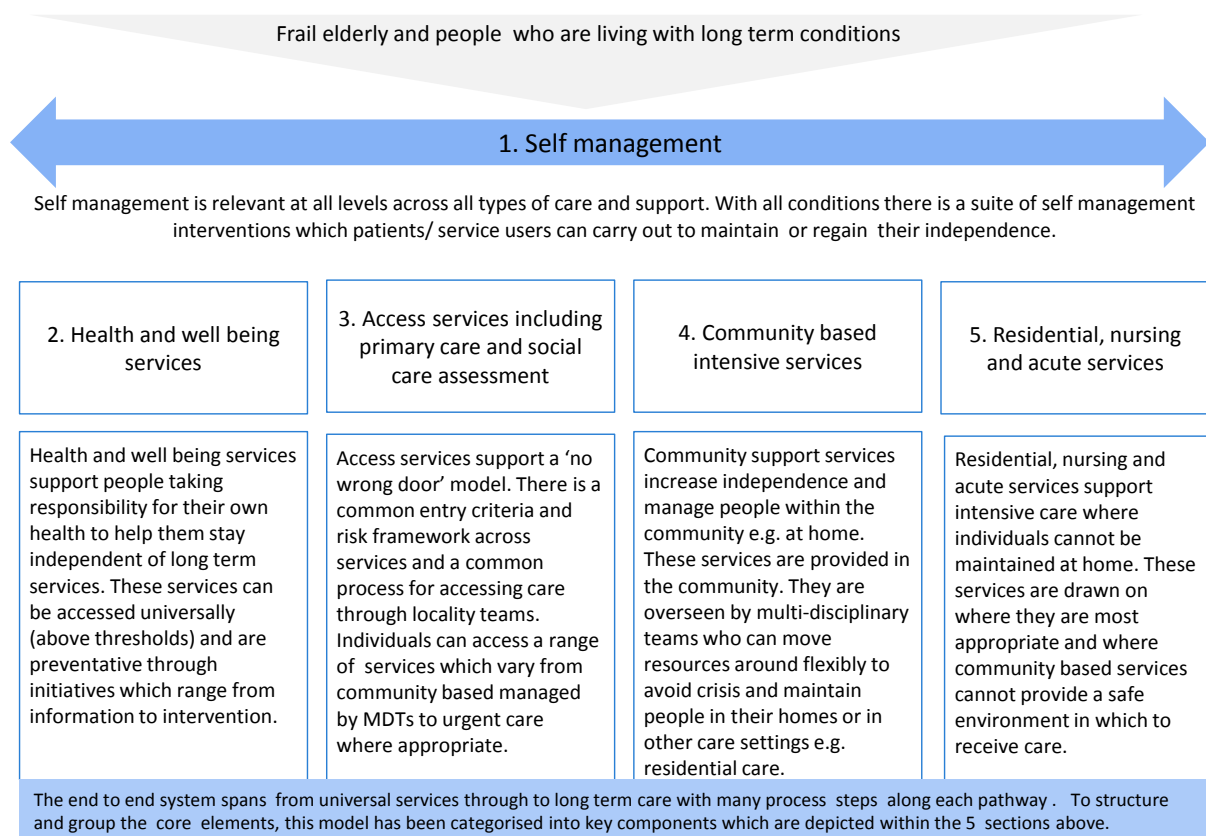 Frail elderly and people who are living with long term conditions
1. Self management
Self management is relevant at all levels across all types of care and support. With all conditions there is a suite of self management
interventions which patients/ service users can carry out to maintain or regain their independence.
2. Health and well being
services
Health and well being services
support people taking
responsibility for their own
health to help them stay
independent of long term
services. These services can
be accessed universally
(above thresholds) and are
preventative through
initiatives which range from
information to intervention.
3. Access services including
primary care and social
care assessment
Access services support a ‘no
wrong door’ model. There is a
common entry criteria and
risk framework across
services and a common
process for accessing care
through locality teams.
Individuals can access a range
of services which vary from
community based managed
by MDTs to urgent care
where appropriate.
4. Community based
intensive services
Community support services
increase independence and
manage people within the
community e.g. at home.
These services are provided in
the community. They are
overseen by multi-disciplinary
teams who can move
resources around flexibly to
avoid crisis and maintain
people in their homes or in
other care settings e.g.
residential care.
5. Residential, nursing
and acute services
Residential, nursing and
acute services support
intensive care where
individuals cannot be
maintained at home. These
services are drawn on
where they are most
appropriate and where
community based services
cannot provide a safe
environment in which to
receive care.
The end to end system spans from universal services through to long term care with many process steps along each pathway . To structure
and group the core elements, this model has been categorised into key components which are depicted within the 5 sections above.